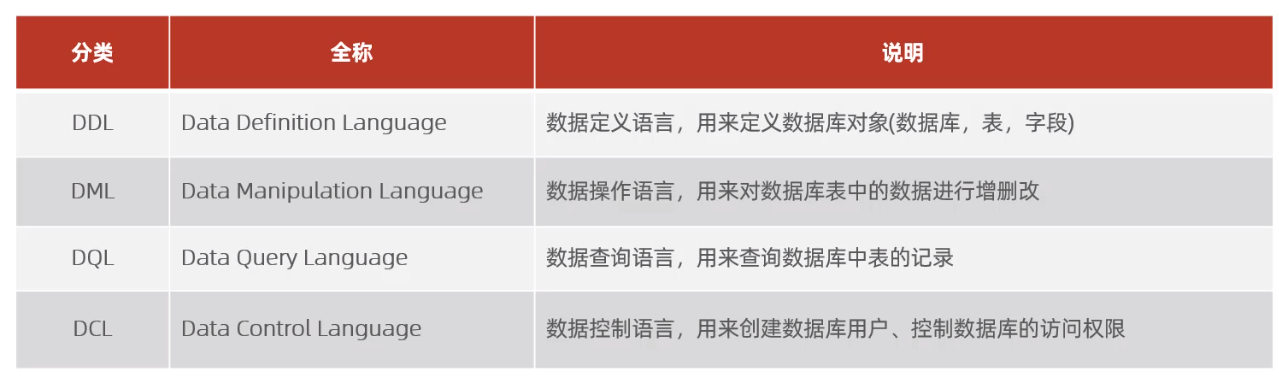 分类 全称 说明
DDL Data Definition Language 数据定义语言，用来定义数据库对象(数据库，表，字段)
DML Data Manipulation Language 数据操作语言，用来对数据库表中的数据进行增删改
DQL Data Query Language 数据查询语言，用来查询数据库中表的记录
DCL Data Control Language 数据控制语言，用来创建数据库用户、控制数据库的访问权限